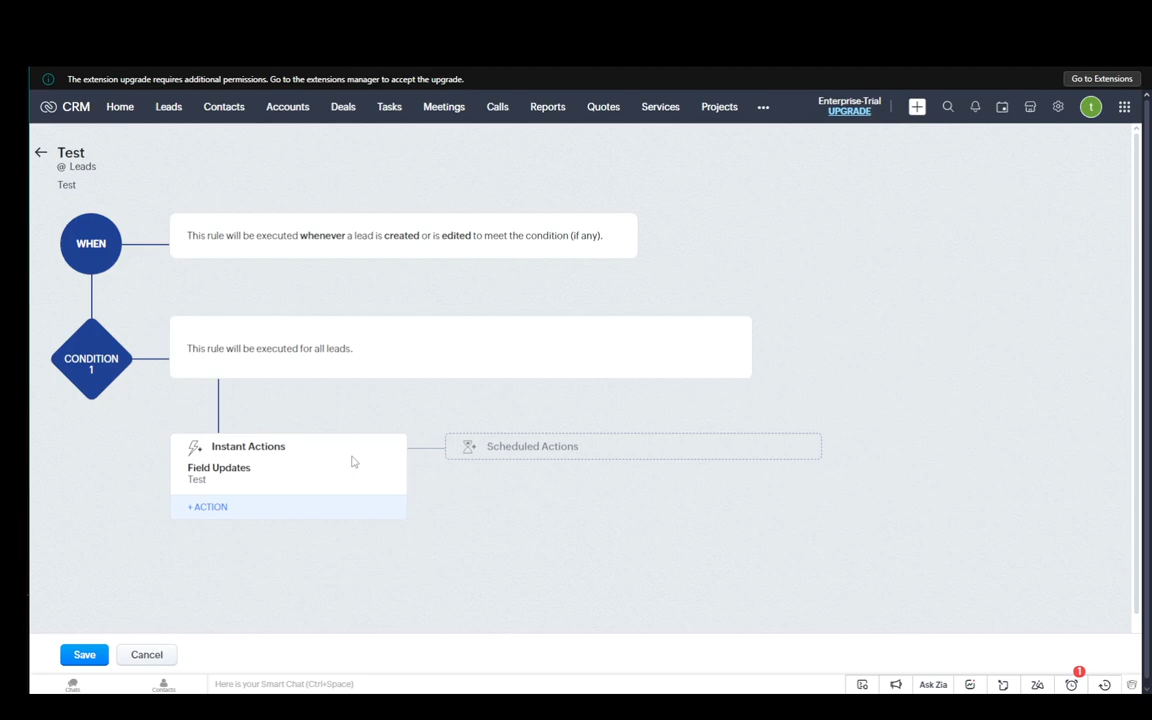 The extension upgrade requires additional permissions. Go to the extensions manager to accept the upgrade.
Go to Extensions
CRM Home Leads Contacts Accounts Deals Tasks Meetings Calls Reports Quotes Services Projects ••• Enterprise-Trial t
UPGRADE
Test
@ Leads
Test
WHEN
This rule will be executed whenever a lead is created or is edited to meet the condition (if any).
CONDITION
1
This rule will be executed for all leads.
Instant Actions
Scheduled Actions
Field Updates
Test
+ ACTION
Save Cancel
1
Chats Contacts Here is your Smart Chat (Ctrl+Space) Ask Zia